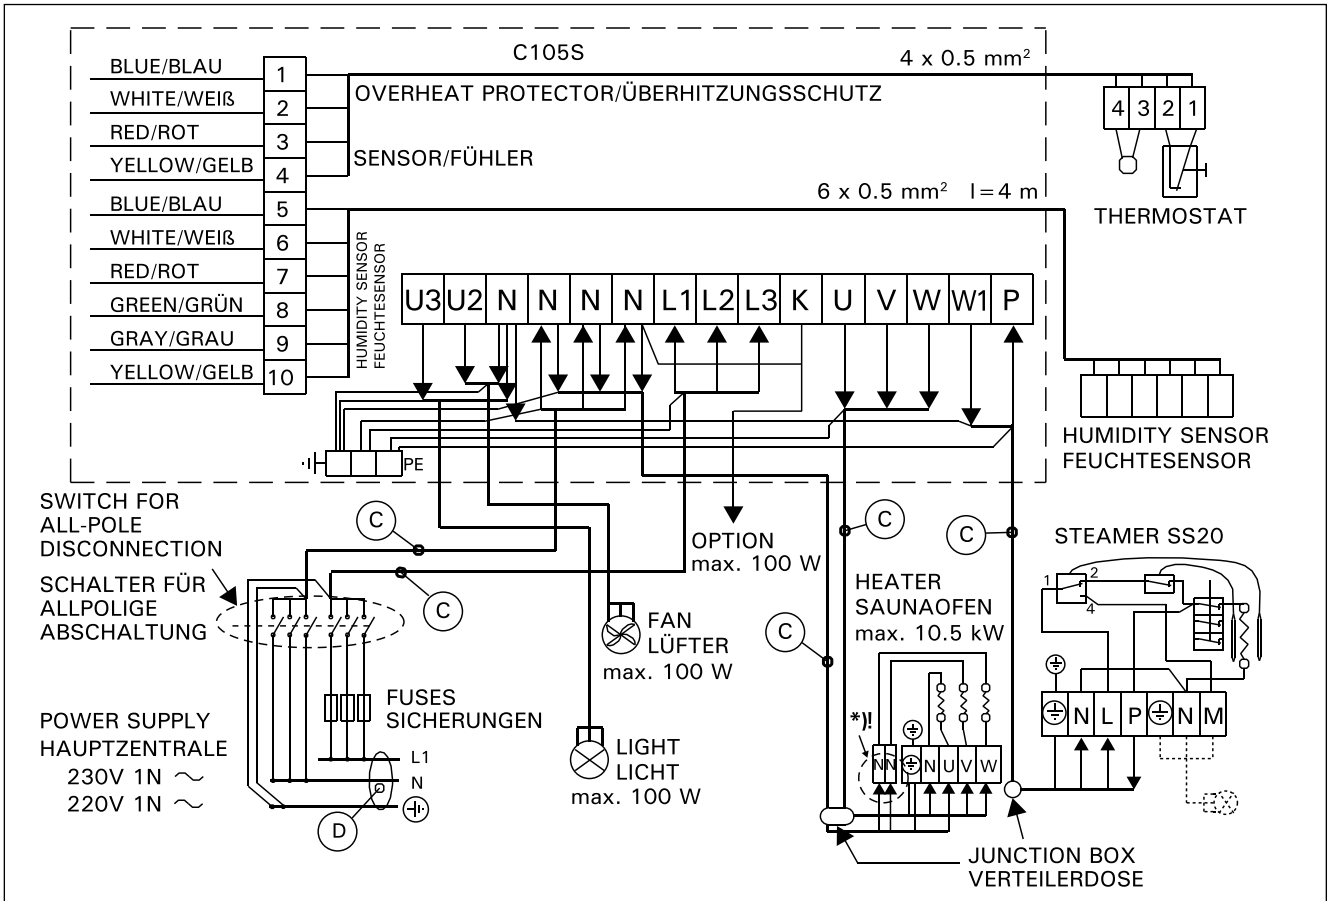 C105S
4 x 0.5 mm²
BLUE/BLAU 1
WHITE/WEIß 2
RED/ROT 3
YELLOW/GELB 4
BLUE/BLAU 5
WHITE/WEIß 6
RED/ROT 7
GREEN/GRÜN 8
GRAY/GRAU 9
YELLOW/GELB 10
OVERHEAT PROTECTOR/ÜBERHITZUNGSSCHUTZ
SENSOR/FÜHLER
4 3 2 1
THERMOSTAT
6 x 0.5 mm² l=4 m
HUMIDITY SENSOR
FEUCHTESENSOR
U3 U2 N N N N L1 L2 L3 K U V W W1 P
HUMIDITY SENSOR
FEUCHTESENSOR
PE
SWITCH FOR
ALL-POLE
DISCONNECTION
SCHALTER FÜR
ALLPOLIGE
ABSCHALTUNG
C
C
C
C
C
OPTION
max. 100 W
STEAMER SS20
1 2
4
HEATER
SAUNAOFEN
max. 10.5 kW
FAN
LÜFTER
max. 100 W
FUSES
SICHERUNGEN
POWER SUPPLY
HAUPTZENTRALE
230V 1N ~
220V 1N ~
L1
N
D
LIGHT
LICHT
max. 100 W
*)!
N N N U V W
N L P N M
JUNCTION BOX
VERTEILERDOSE